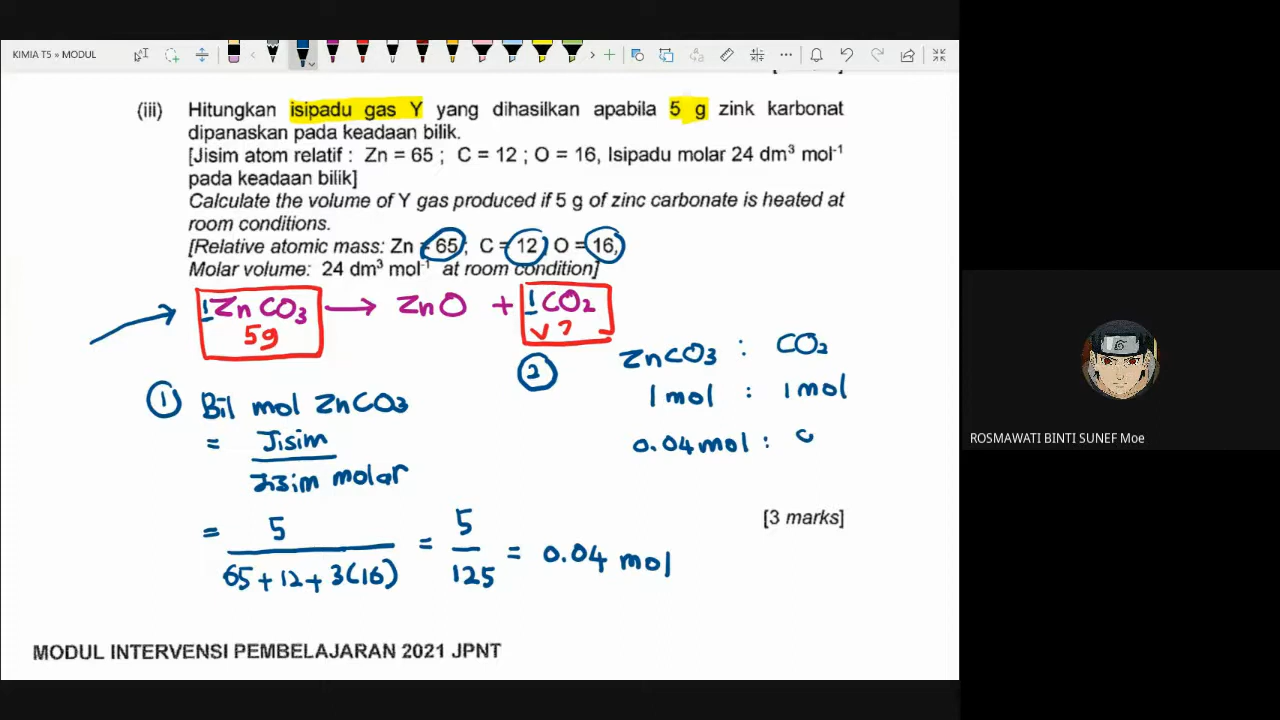 KIMIA T5 » MODUL
(iii) Hitungkan isipadu gas Y yang dihasilkan apabila 5 g zink karbonat
dipanaskan pada keadaan bilik.
[Jisim atom relatif : Zn = 65 ; C = 12 ; O = 16, Isipadu molar 24 dm³ mol⁻¹
pada keadaan bilik]
Calculate the volume of Y gas produced if 5 g of zinc carbonate is heated at
room conditions.
[Relative atomic mass: Zn = 65 ; C = 12 O = 16,
Molar volume: 24 dm³ mol⁻¹ at room condition]
1 ZnCO3 → ZnO + 1 CO2
5g V?
① Bil mol ZnCO3
= Jisim
Jisim molar
= 5
65+12+3(16)
= 5
125
= 0.04 mol
② ZnCO3 : CO2
1 mol : 1 mol
0.04 mol :
[3 marks]
MODUL INTERVENSI PEMBELAJARAN 2021 JPNT
ROSMAWATI BINTI SUNEF Moe